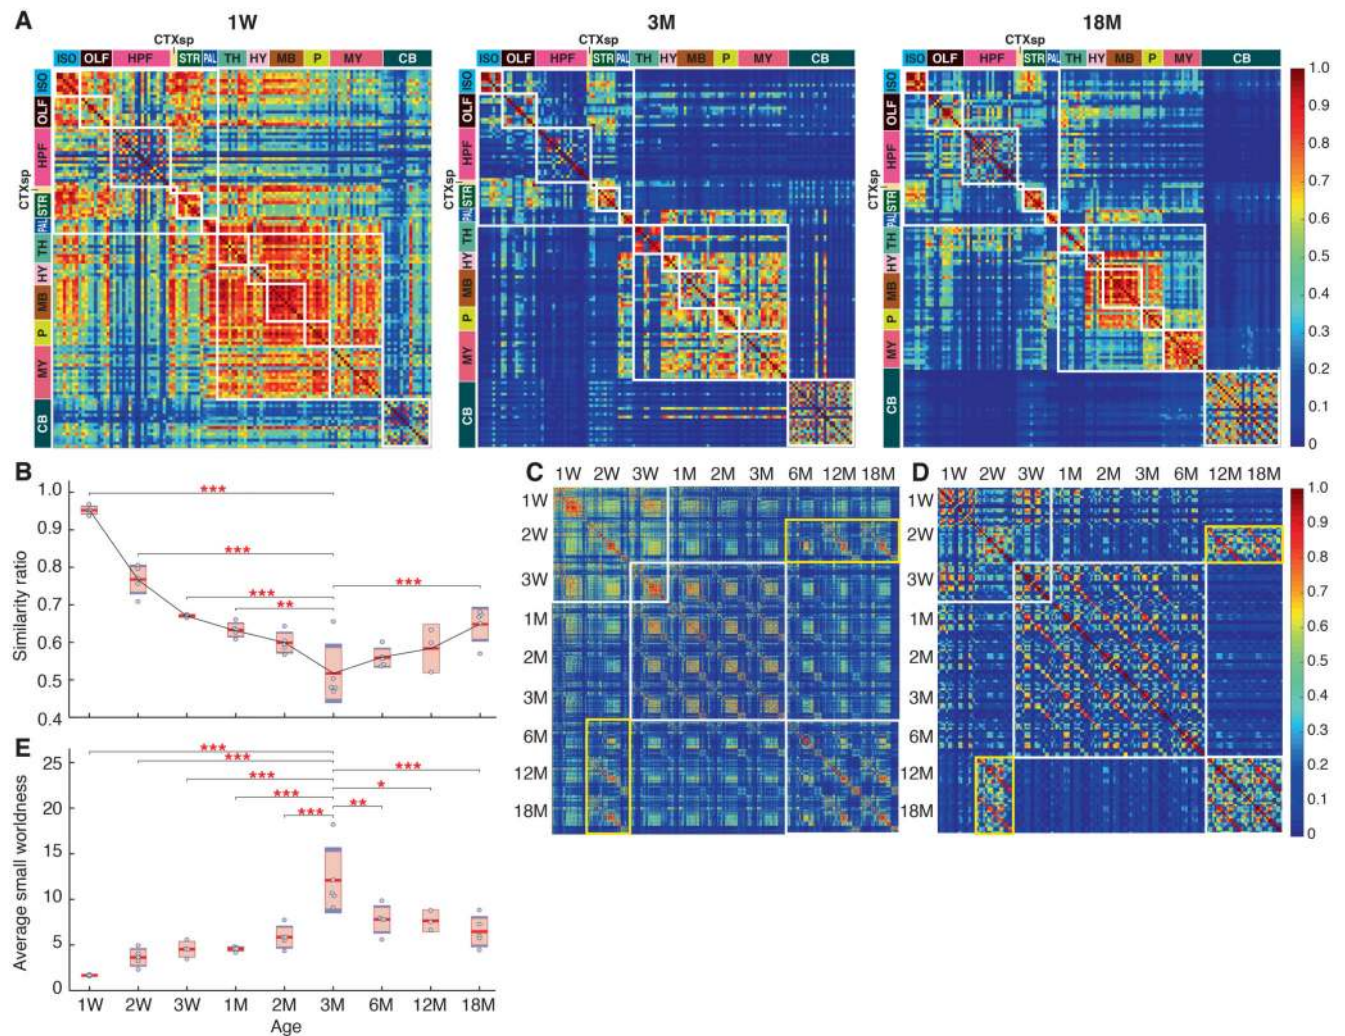 A 1W 3M 18M
CTXsp CTXsp CTXsp
ISO OLF HPF STR PAL TH HY MB P MY CB
ISO OLF HPF STR PAL TH HY MB P MY CB
ISO OLF HPF STR PAL TH HY MB P MY CB
ISO
OLF
HPF
CTXsp
STR
PAL
TH
HY
MB
P
MY
CB
ISO
OLF
HPF
CTXsp
STR
PAL
TH
HY
MB
P
MY
CB
ISO
OLF
HPF
CTXsp
STR
PAL
TH
HY
MB
P
MY
CB
1.0
0.9
0.8
0.7
0.6
0.5
0.4
0.3
0.2
0.1
0
B
Similarity ratio
1.0
0.9
0.8
0.7
0.6
0.5
0.4
***
***
***
***
**
C
1W 2W 3W 1M 2M 3M 6M 12M 18M
1W
2W
3W
1M
2M
3M
6M
12M
18M
D
1W 2W 3W 1M 2M 3M 6M 12M 18M
1W
2W
3W
1M
2M
3M
6M
12M
18M
1.0
0.9
0.8
0.7
0.6
0.5
0.4
0.3
0.2
0.1
0
E
Average small worldness
25
20
15
10
5
0
***
***
***
***
***
***
*
**
1W 2W 3W 1M 2M 3M 6M 12M 18M
Age